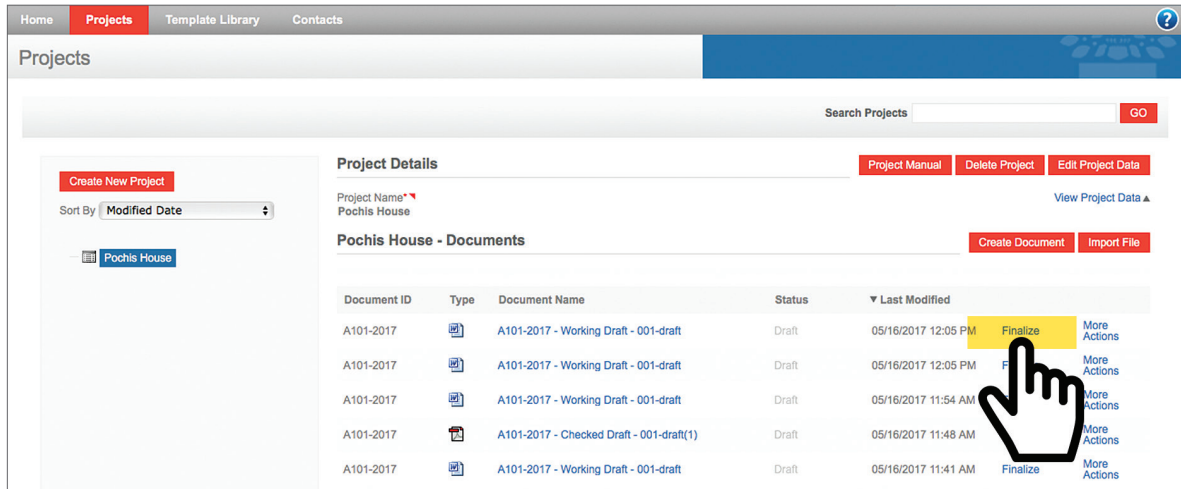 Home Projects Template Library Contacts ?
Projects
Search Projects GO
Project Details Project Manual Delete Project Edit Project Data
Create New Project
Project Name* View Project Data ▲
Sort By Modified Date Pochis House
Pochis House - Documents Create Document Import File
Pochis House
Document ID Type Document Name Status ▼ Last Modified
A101-2017 A101-2017 - Working Draft - 001-draft Draft 05/16/2017 12:05 PM Finalize More Actions
A101-2017 A101-2017 - Working Draft - 001-draft Draft 05/16/2017 12:05 PM More Actions
A101-2017 A101-2017 - Working Draft - 001-draft Draft 05/16/2017 11:54 AM More Actions
A101-2017 A101-2017 - Checked Draft - 001-draft(1) Draft 05/16/2017 11:48 AM More Actions
A101-2017 A101-2017 - Working Draft - 001-draft Draft 05/16/2017 11:41 AM Finalize More Actions